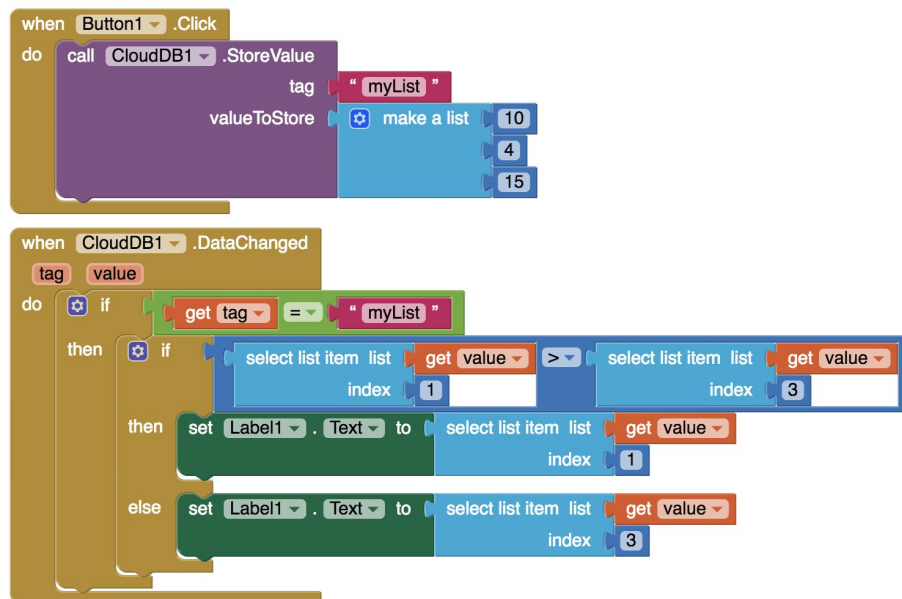 when Button1 .Click
do call CloudDB1 .StoreValue
tag " myList "
valueToStore make a list 10
4
15
when CloudDB1 .DataChanged
tag value
do if get tag = " myList "
then if select list item list get value > select list item list get value
index 1 index 3
then set Label1 . Text to select list item list get value
index 1
else set Label1 . Text to select list item list get value
index 3